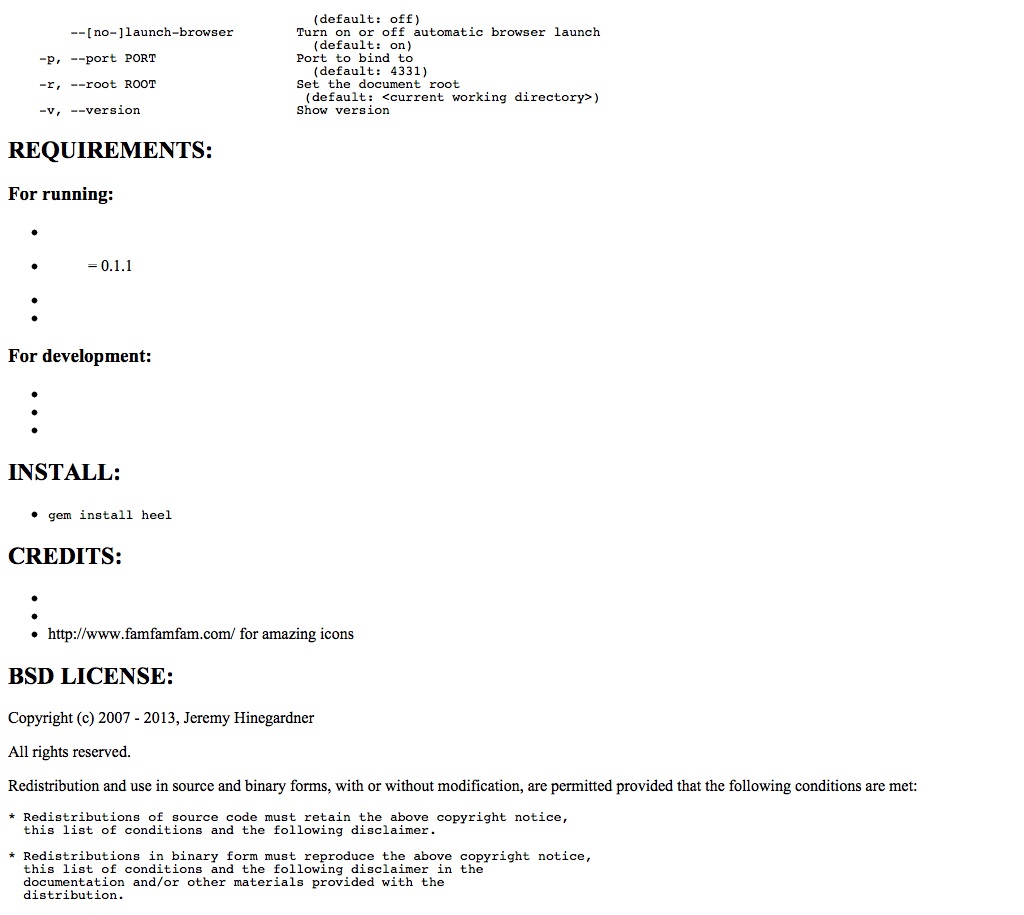 (default: off)
--[no-]launch-browser Turn on or off automatic browser launch
(default: on)
-p, --port PORT Port to bind to
(default: 4331)
-r, --root ROOT Set the document root
(default: <current working directory>)
-v, --version Show version
REQUIREMENTS:
For running:
•
• = 0.1.1
•
•
For development:
•
•
•
INSTALL:
• gem install heel
CREDITS:
•
•
• http://www.famfamfam.com/ for amazing icons
BSD LICENSE:
Copyright (c) 2007 - 2013, Jeremy Hinegardner
All rights reserved.
Redistribution and use in source and binary forms, with or without modification, are permitted provided that the following conditions are met:
* Redistributions of source code must retain the above copyright notice,
this list of conditions and the following disclaimer.
* Redistributions in binary form must reproduce the above copyright notice,
this list of conditions and the following disclaimer in the
documentation and/or other materials provided with the
distribution.